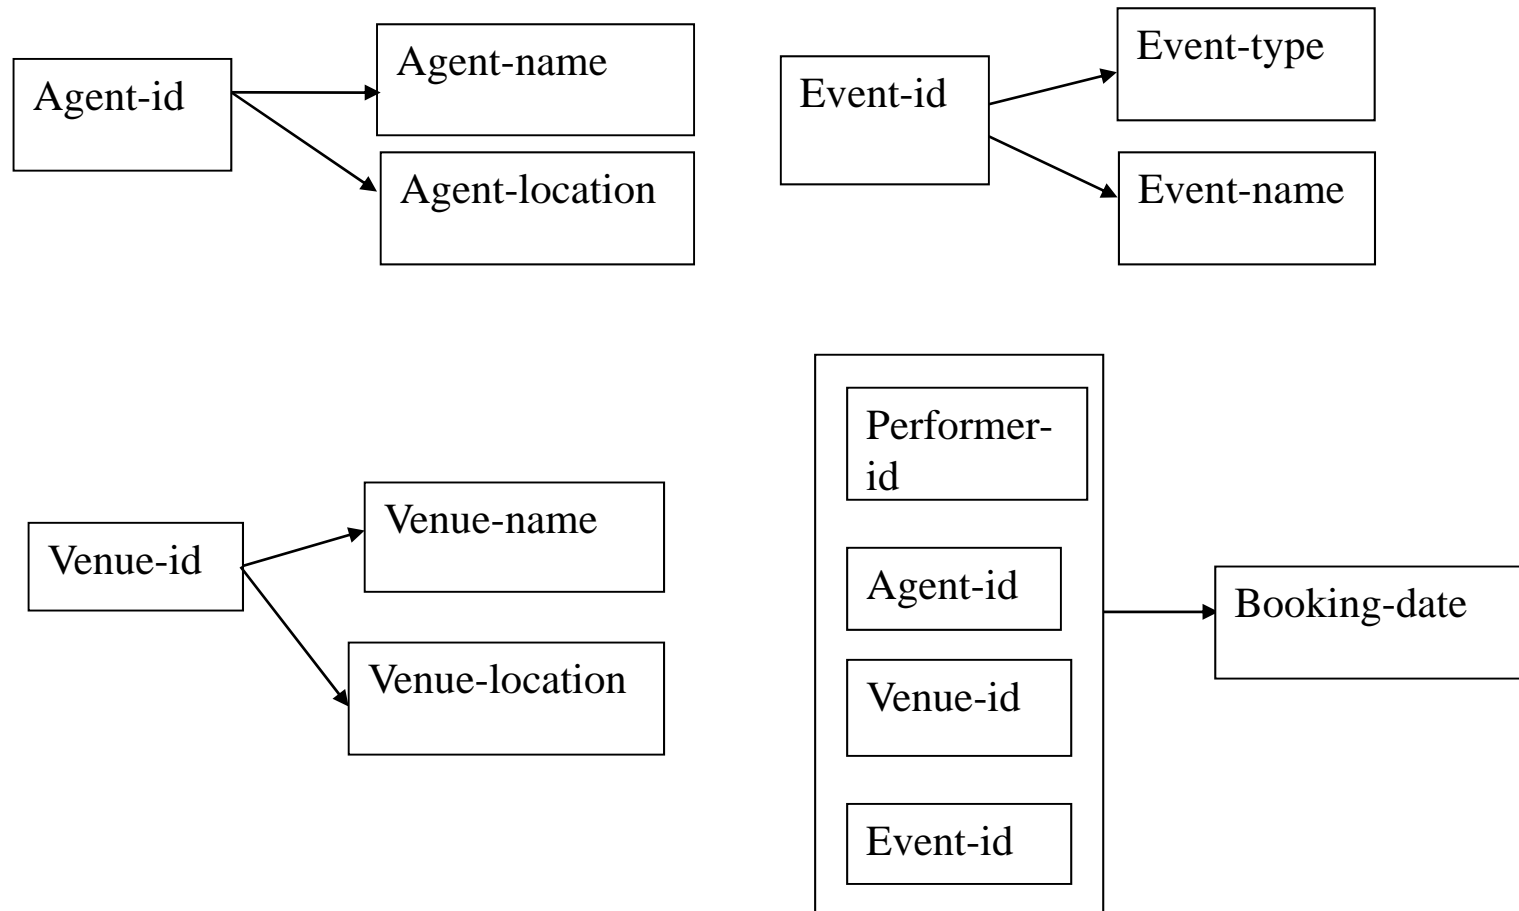 Agent-id
Agent-name
Agent-location
Event-id
Event-type
Event-name
Venue-id
Venue-name
Venue-location
Performer-
id
Agent-id
Venue-id
Event-id
Booking-date